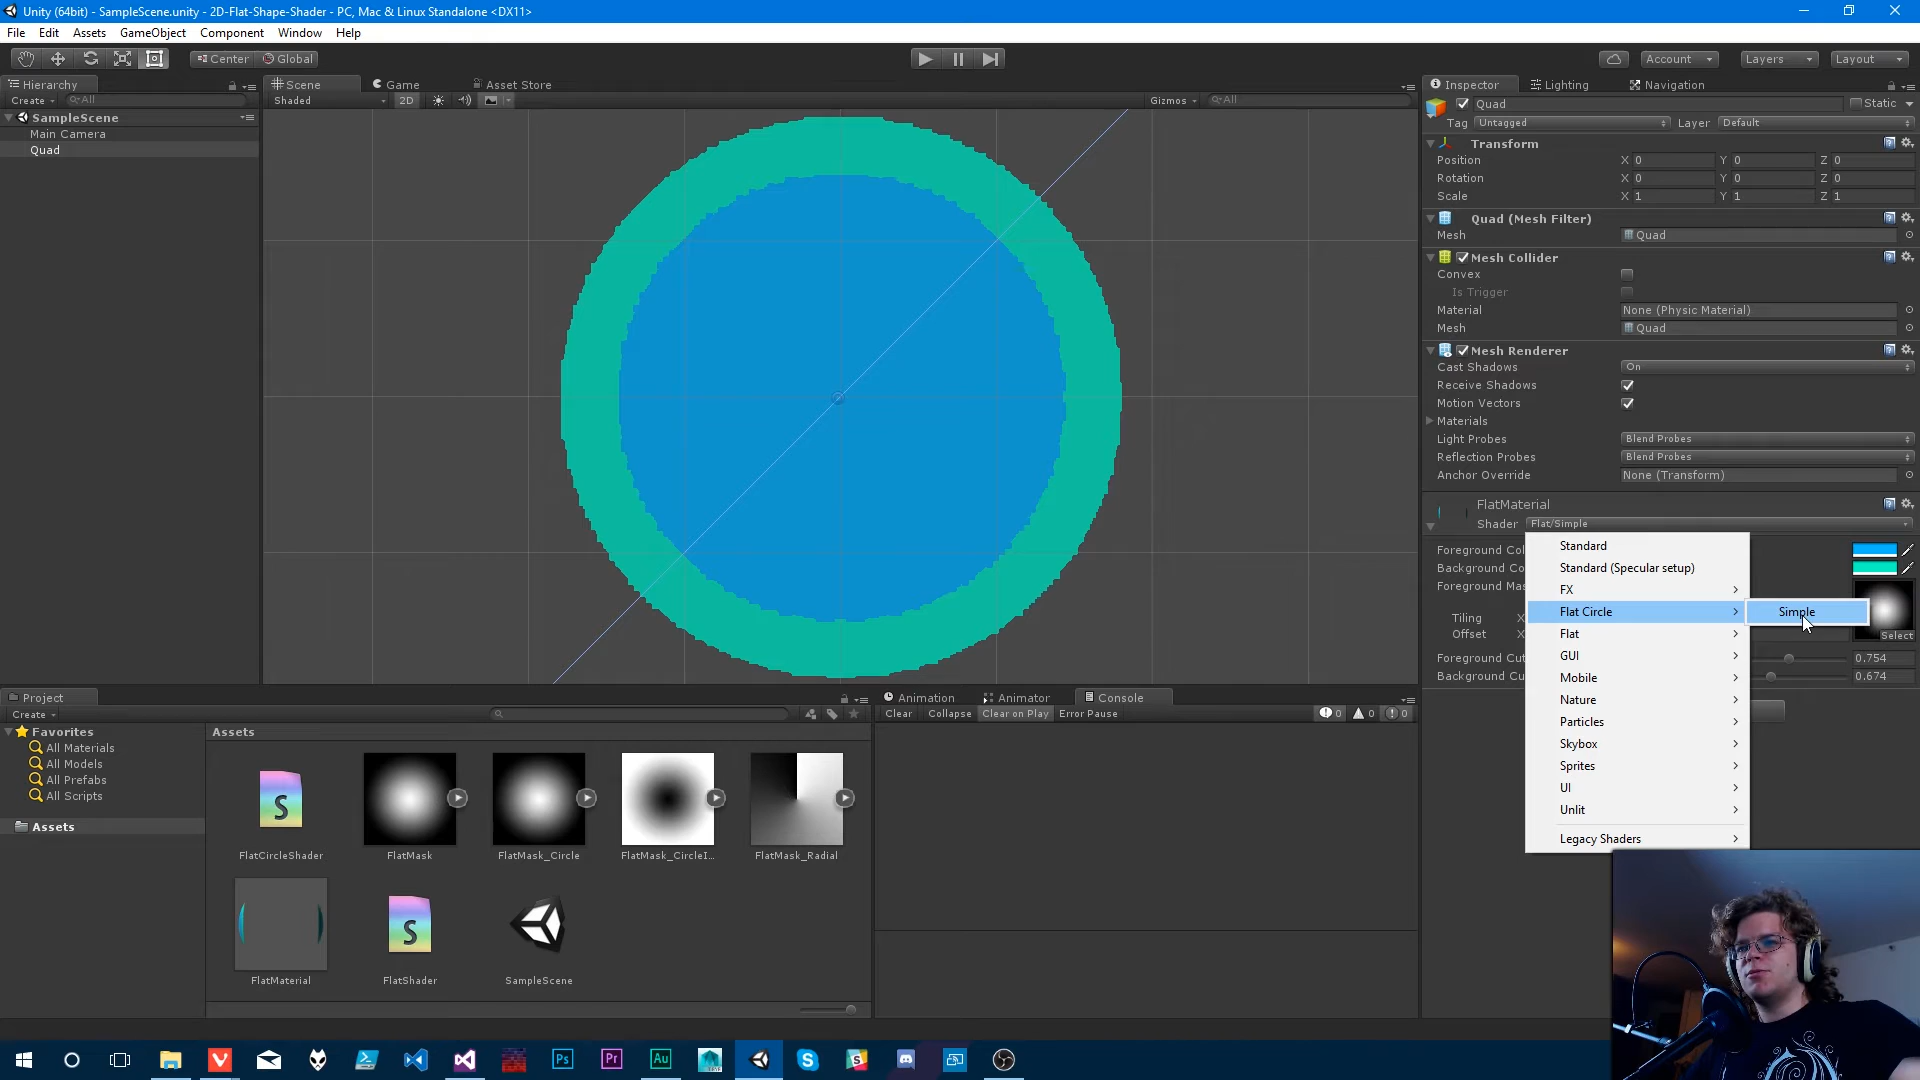 Unity (64bit) - SampleScene.unity - 2D-Flat-Shape-Shader - PC, Mac & Linux Standalone <DX11>
File Edit Assets GameObject Component Window Help
Center Global Account Layers Layout
Hierarchy
Create All
SampleScene
Main Camera
Quad
Scene Game Asset Store
Shaded 2D Gizmos All
Inspector Lighting Navigation
Quad Static
Tag Untagged Layer Default
Transform
Position X 0 Y 0 Z 0
Rotation X 0 Y 0 Z 0
Scale X 1 Y 1 Z 1
Quad (Mesh Filter)
Mesh Quad
Mesh Collider
Convex
Is Trigger
Material None (Physic Material)
Mesh Quad
Mesh Renderer
Cast Shadows On
Receive Shadows
Motion Vectors
Materials
Light Probes Blend Probes
Reflection Probes Blend Probes
Anchor Override None (Transform)
FlatMaterial
Shader Flat/Simple
Foreground Col
Background Co
Foreground Mas
Tiling X
Offset X
Select
Foreground Cut 0.754
Background Cu 0.674
Standard
Standard (Specular setup)
FX
Flat Circle
Simple
Flat
GUI
Mobile
Nature
Particles
Skybox
Sprites
UI
Unlit
Legacy Shaders
Project
Create
Favorites
All Materials
All Models
All Prefabs
All Scripts
Assets
Assets
FlatCircleShader
FlatMask
FlatMask_Circle
FlatMask_CircleI...
FlatMask_Radial
FlatMaterial
FlatShader
SampleScene
Animation Animator Console
Clear Collapse Clear on Play Error Pause 0 0 0
Ps Pr Au